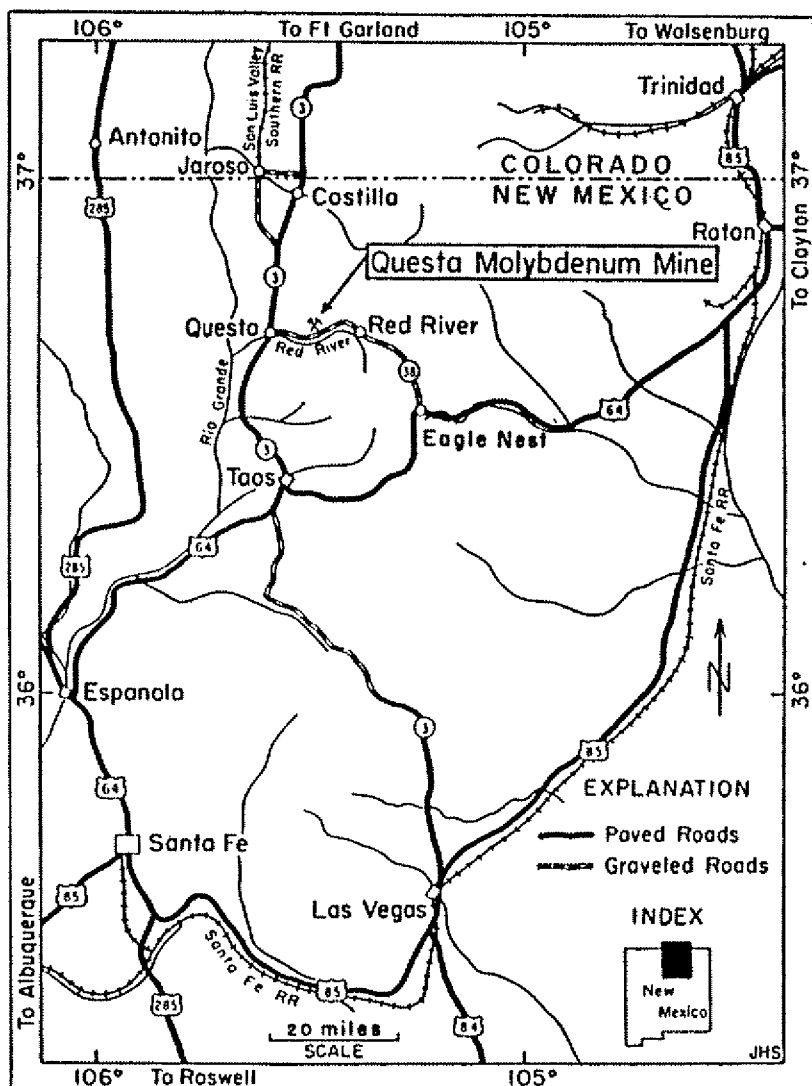 106° To Ft Garland 105° To Walsenburg
Trinidad
San Luis Valley
Southern RR
3
Antonito
85
Jaroso
COLORADO
37° 37°
NEW MEXICO
Costilla
285
Raton
To Clayton
Questa Molybdenum Mine
3
Questa
Red River
Red River
38
Rio Grande
64
Eagle Nest
3
Taos
Santa Fe RR
64
285
N
36° Espanola 36°
3
85
64
EXPLANATION
Paved Roads
Graveled Roads
Santa Fe
85
Las Vegas
INDEX
To Albuquerque
Santa Fe RR
New
Mexico
85
285
20 miles
SCALE
84
JHS
106° To Roswell 105°